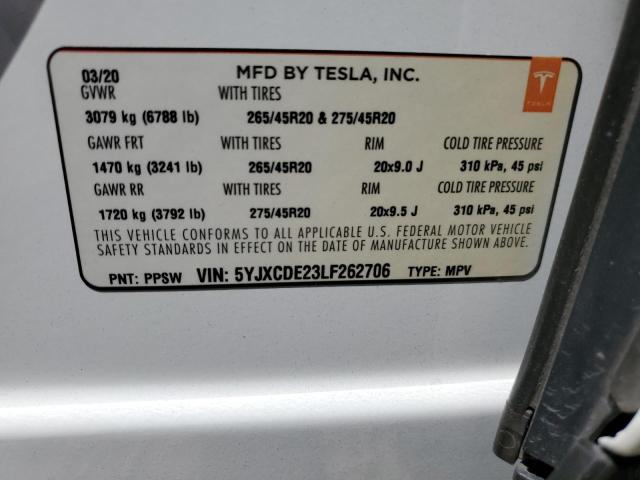 03/20 MFD BY TESLA, INC.
GVWR WITH TIRES
3079 kg (6788 lb) 265/45R20 & 275/45R20
GAWR FRT WITH TIRES RIM COLD TIRE PRESSURE
1470 kg (3241 lb) 265/45R20 20x9.0 J 310 kPa, 45 psi
GAWR RR WITH TIRES RIM COLD TIRE PRESSURE
1720 kg (3792 lb) 275/45R20 20x9.5 J 310 kPa, 45 psi
THIS VEHICLE CONFORMS TO ALL APPLICABLE U.S. FEDERAL MOTOR VEHICLE
SAFETY STANDARDS IN EFFECT ON THE DATE OF MANUFACTURE SHOWN ABOVE.
PNT: PPSW VIN: 5YJXCDE23LF262706 TYPE: MPV
TESLA